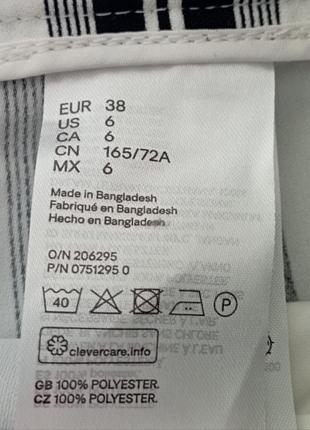 EUR 38
US 6
CA 6
CN 165/72A
MX 6
Made in Bangladesh
Fabriqué en Bangladesh
Hecho en Bangladesh
O/N 206295
P/N 0751295 0
40 P
clevercare.info
GB 100% POLYESTER.
CZ 100% POLYESTER.